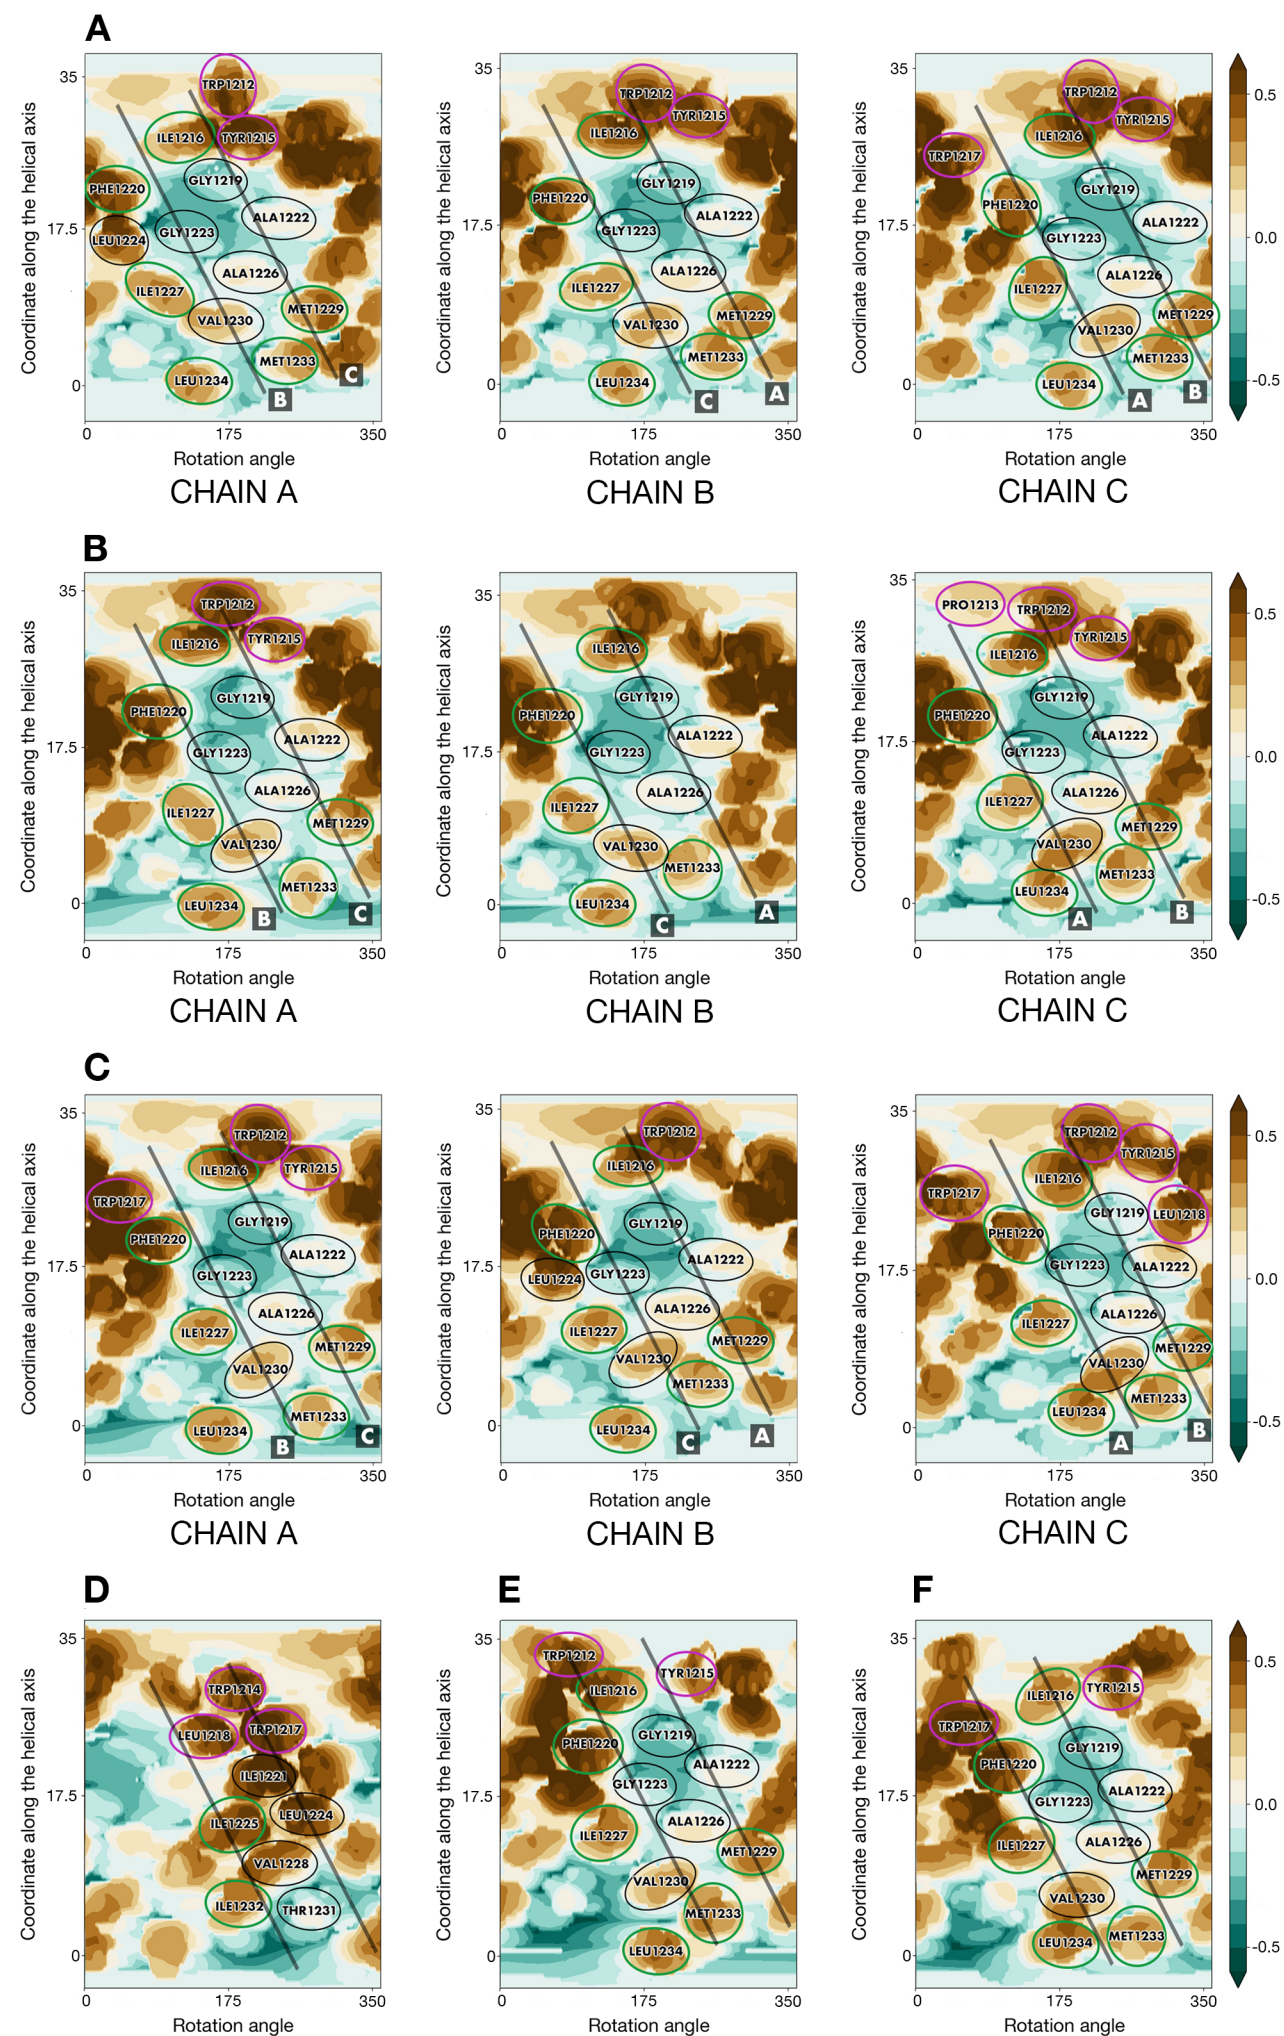 A
Coordinate along the helical axis
35
17.5
0
TRP1212
ILE1216
TYR1215
PHE1220
GLY1219
LEU1224
GLY1223
ALA1222
ILE1227
ALA1226
VAL1230
MET1229
LEU1234
MET1233
B
C
0 175 350
Rotation angle
CHAIN A
Coordinate along the helical axis
35
17.5
0
TRP1212
TYR1215
ILE1216
PHE1220
GLY1219
GLY1223
ALA1222
ILE1227
ALA1226
VAL1230
MET1229
LEU1234
MET1233
C
A
0 175 350
Rotation angle
CHAIN B
Coordinate along the helical axis
35
17.5
0
TRP1212
TYR1215
ILE1216
TRP1217
PHE1220
GLY1219
GLY1223
ALA1222
ILE1227
ALA1226
VAL1230
MET1229
LEU1234
MET1233
A
B
0 175 350
Rotation angle
CHAIN C
0.5
0.0
-0.5
B
Coordinate along the helical axis
35
17.5
0
TRP1212
ILE1216
TYR1215
PHE1220
GLY1219
GLY1223
ALA1222
ILE1227
ALA1226
VAL1230
MET1229
LEU1234
MET1233
B
C
0 175 350
Rotation angle
CHAIN A
Coordinate along the helical axis
35
17.5
0
ILE1216
PHE1220
GLY1219
GLY1223
ALA1222
ILE1227
ALA1226
VAL1230
MET1233
LEU1234
C
A
0 175 350
Rotation angle
CHAIN B
Coordinate along the helical axis
35
17.5
0
PRO1213
TRP1212
ILE1216
TYR1215
PHE1220
GLY1219
GLY1223
ALA1222
ILE1227
ALA1226
VAL1230
MET1229
LEU1234
MET1233
A
B
0 175 350
Rotation angle
CHAIN C
0.5
0.0
-0.5
C
Coordinate along the helical axis
35
17.5
0
TRP1212
ILE1216
TYR1215
TRP1217
PHE1220
GLY1219
GLY1223
ALA1222
ILE1227
ALA1226
VAL1230
MET1229
LEU1234
MET1233
B
C
0 175 350
Rotation angle
CHAIN A
Coordinate along the helical axis
35
17.5
0
TRP1212
ILE1216
PHE1220
GLY1219
LEU1224
GLY1223
ALA1222
ILE1227
ALA1226
VAL1230
MET1229
MET1233
LEU1234
C
A
0 175 350
Rotation angle
CHAIN B
Coordinate along the helical axis
35
17.5
0
TRP1212
TYR1215
ILE1216
TRP1217
PHE1220
GLY1219
LEU1218
GLY1223
ALA1222
ILE1227
ALA1226
VAL1230
MET1229
LEU1234
MET1233
A
B
0 175 350
Rotation angle
CHAIN C
0.5
0.0
-0.5
D
Coordinate along the helical axis
35
17.5
0
TRP1214
LEU1218
TRP1217
ILE1221
ILE1225
LEU1224
VAL1228
ILE1232
THR1231
0 175 350
Rotation angle
E
Coordinate along the helical axis
35
17.5
0
TRP1212
TYR1215
ILE1216
PHE1220
GLY1219
GLY1223
ALA1222
ILE1227
ALA1226
VAL1230
MET1229
MET1233
LEU1234
0 175 350
Rotation angle
F
Coordinate along the helical axis
35
17.5
0
ILE1216
TYR1215
TRP1217
PHE1220
GLY1219
GLY1223
ALA1222
ILE1227
ALA1226
VAL1230
MET1229
LEU1234
MET1233
0 175 350
Rotation angle
0.5
0.0
-0.5